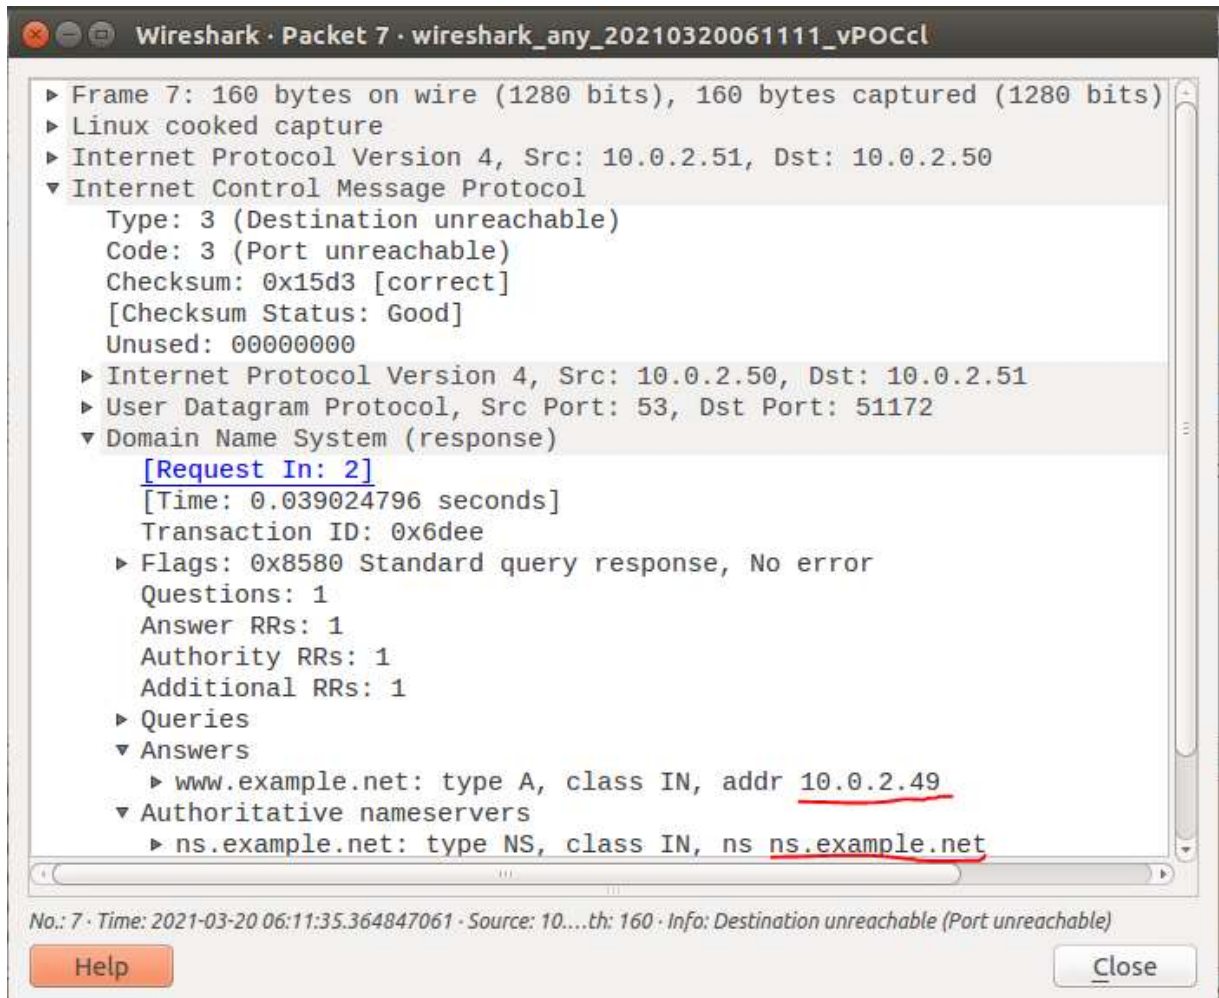 Wireshark · Packet 7 · wireshark_any_20210320061111_vPOCcl
Frame 7: 160 bytes on wire (1280 bits), 160 bytes captured (1280 bits)
Linux cooked capture
Internet Protocol Version 4, Src: 10.0.2.51, Dst: 10.0.2.50
Internet Control Message Protocol
Type: 3 (Destination unreachable)
Code: 3 (Port unreachable)
Checksum: 0x15d3 [correct]
[Checksum Status: Good]
Unused: 00000000
Internet Protocol Version 4, Src: 10.0.2.50, Dst: 10.0.2.51
User Datagram Protocol, Src Port: 53, Dst Port: 51172
Domain Name System (response)
[Request In: 2]
[Time: 0.039024796 seconds]
Transaction ID: 0x6dee
Flags: 0x8580 Standard query response, No error
Questions: 1
Answer RRs: 1
Authority RRs: 1
Additional RRs: 1
Queries
Answers
www.example.net: type A, class IN, addr 10.0.2.49
Authoritative nameservers
ns.example.net: type NS, class IN, ns ns.example.net
No.: 7 · Time: 2021-03-20 06:11:35.364847061 · Source: 10....th: 160 · Info: Destination unreachable (Port unreachable)
Help
Close